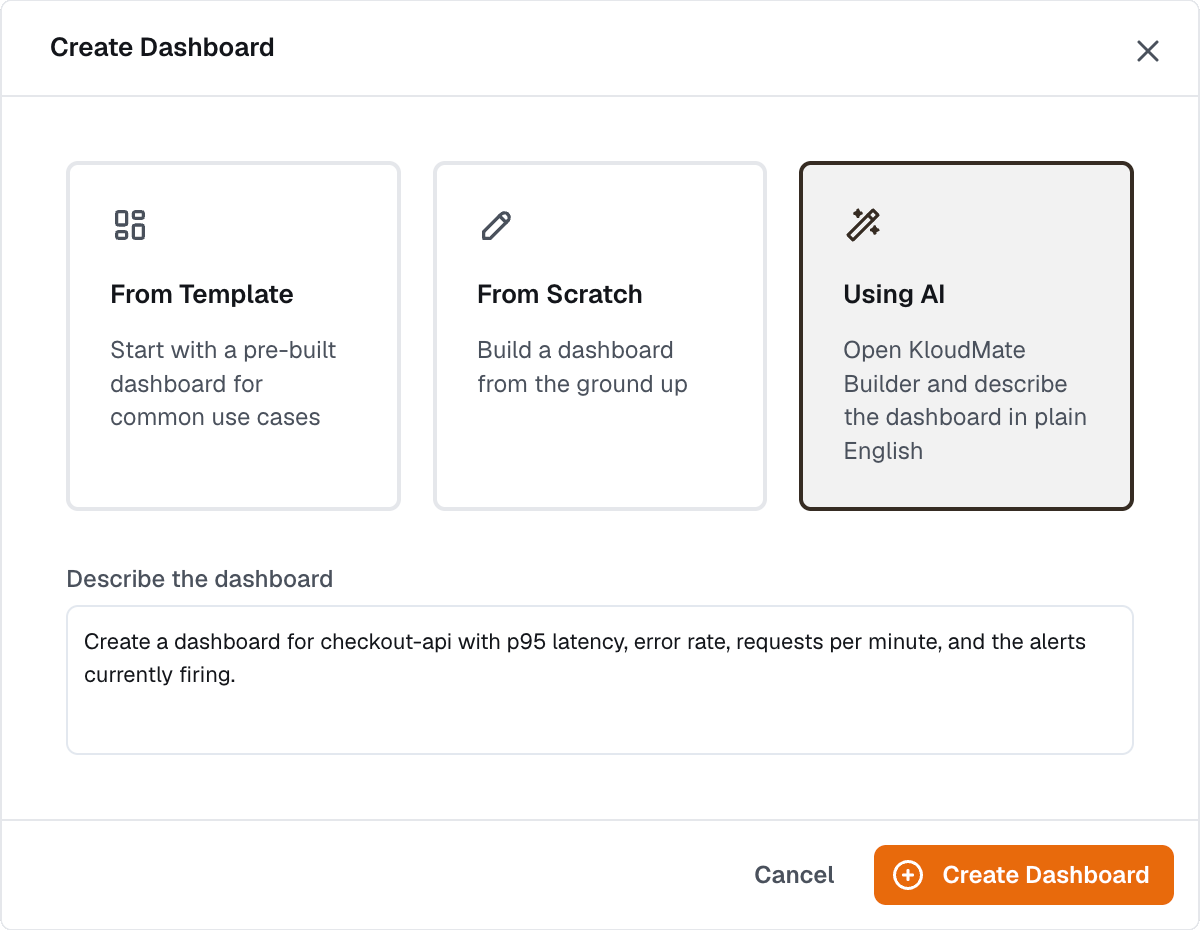 Create Dashboard
From Template
Start with a pre-built
dashboard for
common use cases
From Scratch
Build a dashboard
from the ground up
Using AI
Open KloudMate
Builder and describe
the dashboard in plain
English
Describe the dashboard
Create a dashboard for checkout-api with p95 latency, error rate, requests per minute, and the alerts
currently firing.
Cancel
Create Dashboard